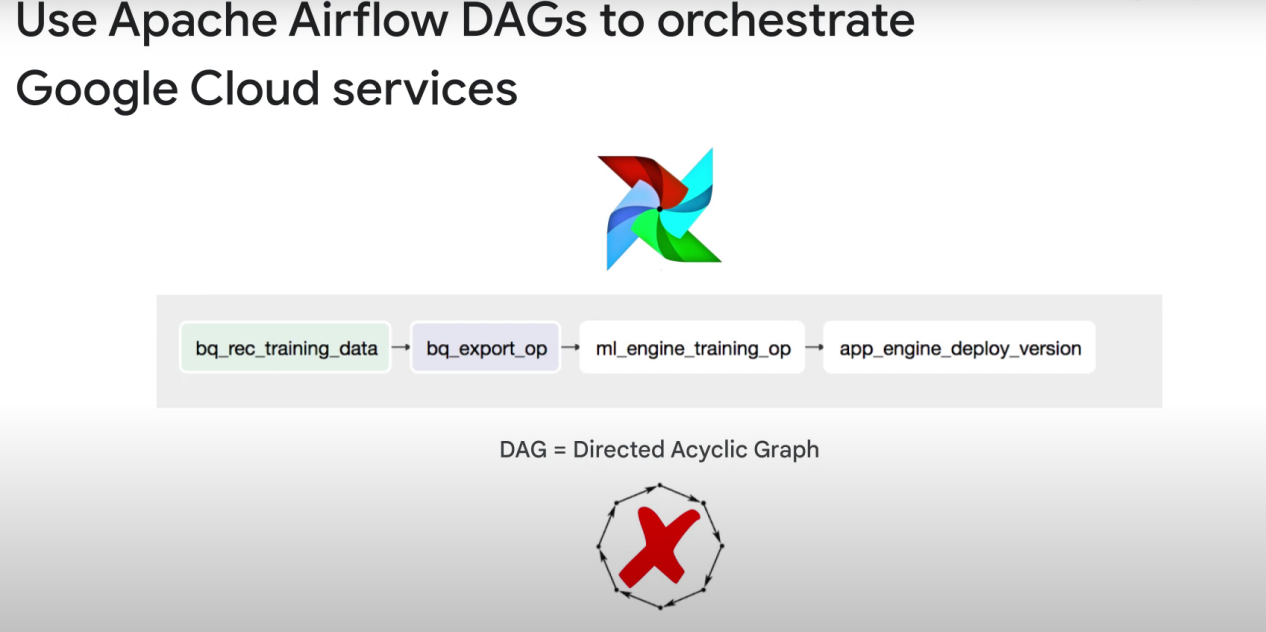 Use Apache Airflow DAGs to orchestrate
Google Cloud services
bq_rec_training_data
bq_export_op
ml_engine_training_op
app_engine_deploy_version
DAG = Directed Acyclic Graph